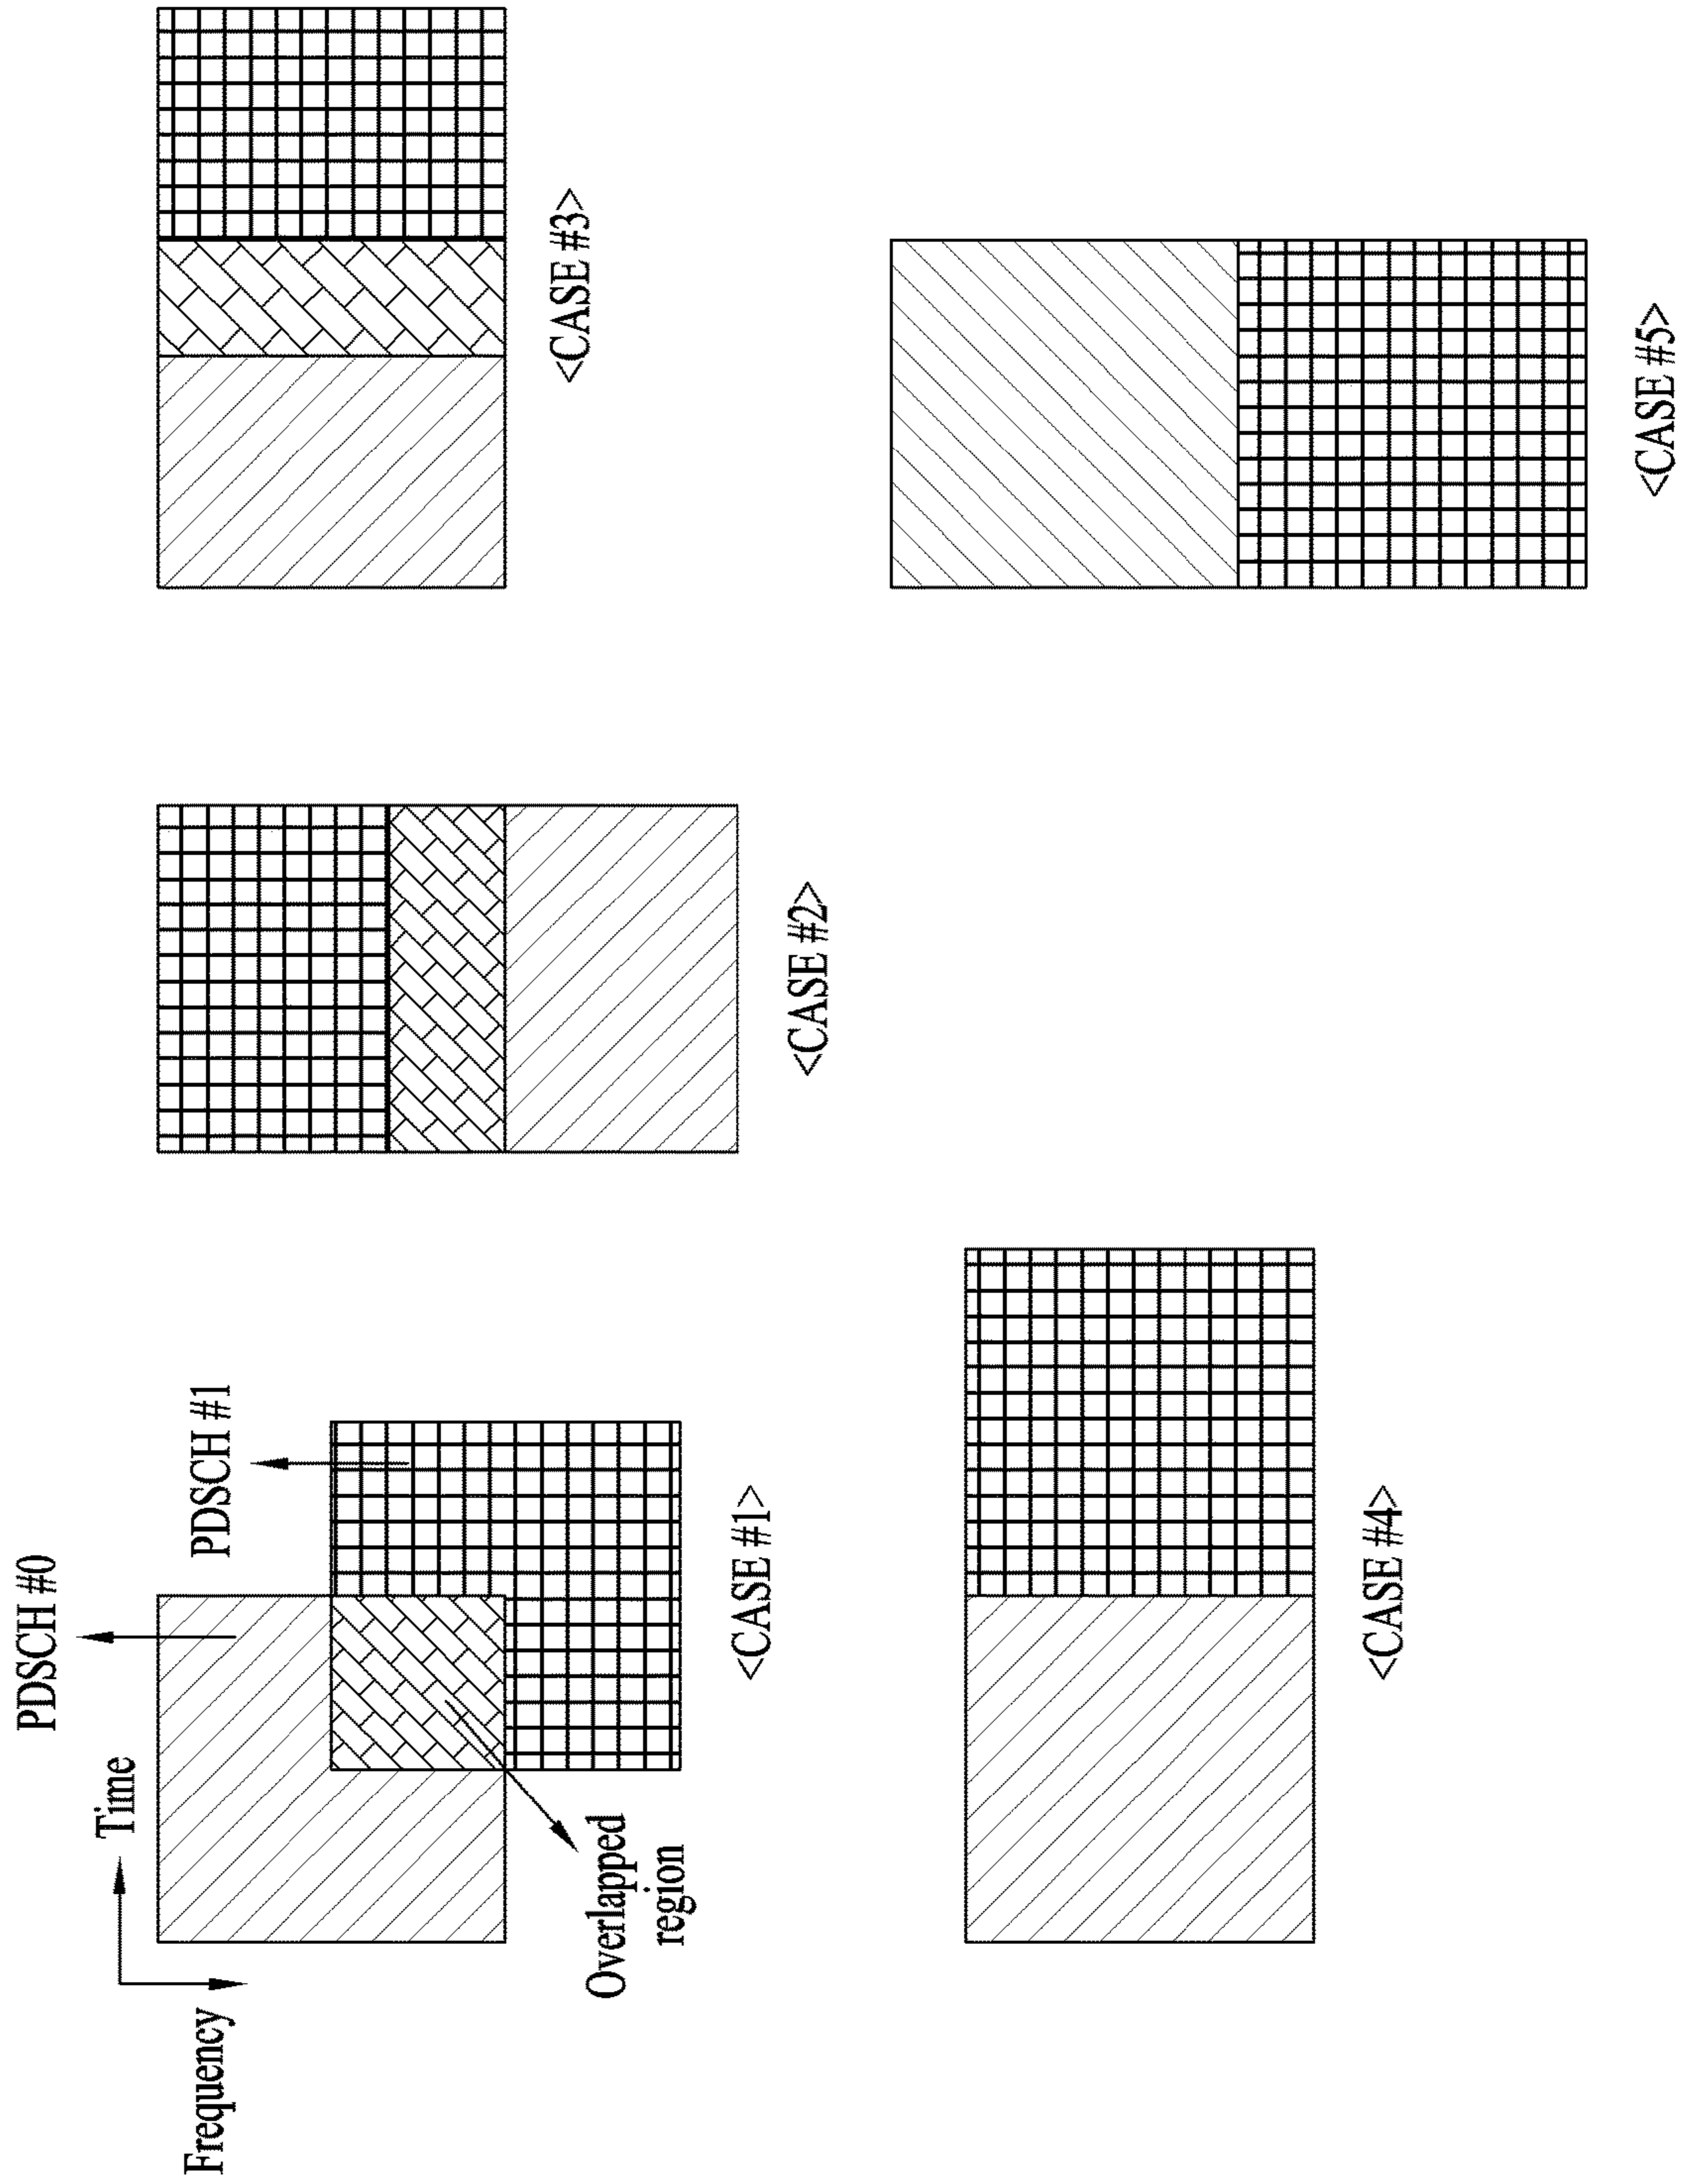 PDSCH #0
Time
Frequency
PDSCH #1
Overlapped
region
<CASE #1>
<CASE #2>
<CASE #3>
<CASE #4>
<CASE #5>